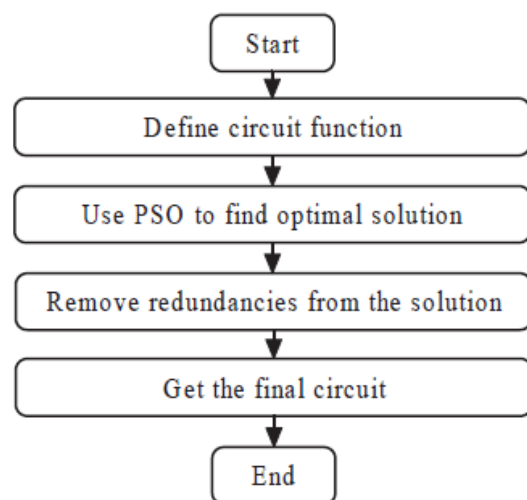 Start
Define circuit function
Use PSO to find optimal solution
Remove redundancies from the solution
Get the final circuit
End